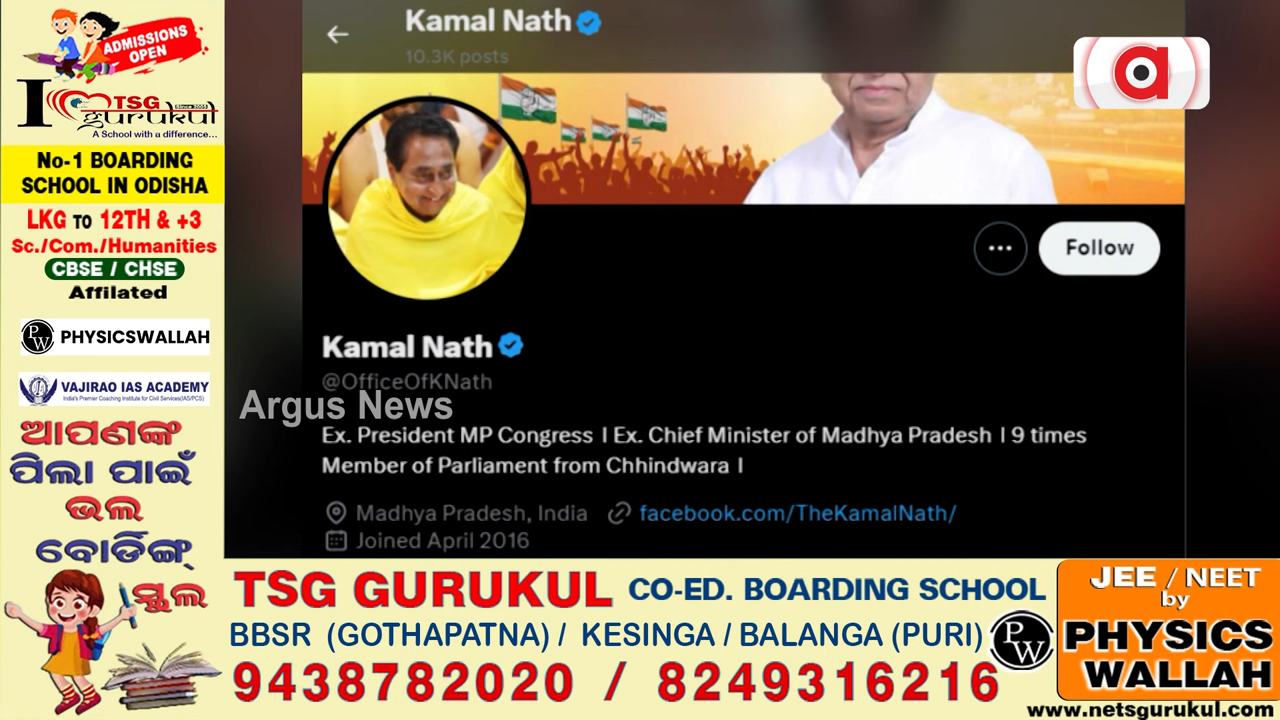 ADMISSIONS
OPEN
I TSG Since 2005
gurukul
A School with a difference...
No-1 BOARDING
SCHOOL IN ODISHA
LKG TO 12TH & +3
Sc./Com./Humanities
CBSE / CHSE
Affilated
PW PHYSICSWALLAH
VAJIRAO IAS ACADEMY
India's Premier Coaching Institute for Civil Services(IAS/PCS)
ଆପଣଙ୍କ
ପିଲା ପାଇଁ
ଭଲ
ବୋର୍ଡିଙ୍ଗ୍
ସ୍କୁଲ
Kamal Nath
10.3K posts
a
Follow
Kamal Nath
@OfficeOfKNath
Argus News
Ex. President MP Congress | Ex. Chief Minister of Madhya Pradesh | 9 times
Member of Parliament from Chhindwara |
Madhya Pradesh, India facebook.com/TheKamalNath/
Joined April 2016
TSG GURUKUL CO-ED. BOARDING SCHOOL
BBSR (GOTHAPATNA) / KESINGA / BALANGA (PURI)
9438782020 / 8249316216
JEE / NEET
by
PW PHYSICS
WALLAH
www.netsgurukul.com